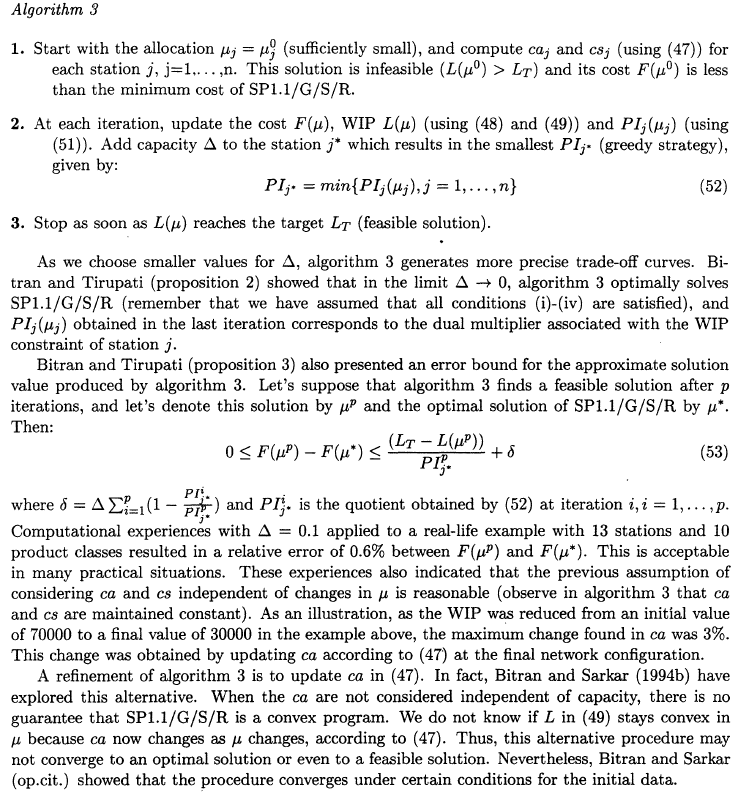 Algorithm 3
1. Start with the allocation μj = μj^0 (sufficiently small), and compute caj and csj (using (47)) for
each station j, j=1,...,n. This solution is infeasible (L(μ^0) > LT) and its cost F(μ^0) is less
than the minimum cost of SP1.1/G/S/R.
2. At each iteration, update the cost F(μ), WIP L(μ) (using (48) and (49)) and PIj(μj) (using
(51)). Add capacity Δ to the station j* which results in the smallest PIj* (greedy strategy),
given by:
PIj* = min{PIj(μj), j = 1,...,n} (52)
3. Stop as soon as L(μ) reaches the target LT (feasible solution).
As we choose smaller values for Δ, algorithm 3 generates more precise trade-off curves. Bi-
tran and Tirupati (proposition 2) showed that in the limit Δ → 0, algorithm 3 optimally solves
SP1.1/G/S/R (remember that we have assumed that all conditions (i)-(iv) are satisfied), and
PIj(μj) obtained in the last iteration corresponds to the dual multiplier associated with the WIP
constraint of station j.
Bitran and Tirupati (proposition 3) also presented an error bound for the approximate solution
value produced by algorithm 3. Let's suppose that algorithm 3 finds a feasible solution after p
iterations, and let's denote this solution by μ^p and the optimal solution of SP1.1/G/S/R by μ*.
Then:
0 ≤ F(μ^p) − F(μ*) ≤ (LT − L(μ^p)) / PI^p_j* + δ (53)
where δ = Δ Σ^p_i=1 (1 − PI^i_j* / PI^p_j*) and PI^i_j* is the quotient obtained by (52) at iteration i, i = 1,...,p.
Computational experiences with Δ = 0.1 applied to a real-life example with 13 stations and 10
product classes resulted in a relative error of 0.6% between F(μ^p) and F(μ*). This is acceptable
in many practical situations. These experiences also indicated that the previous assumption of
considering ca and cs independent of changes in μ is reasonable (observe in algorithm 3 that ca
and cs are maintained constant). As an illustration, as the WIP was reduced from an initial value
of 70000 to a final value of 30000 in the example above, the maximum change found in ca was 3%.
This change was obtained by updating ca according to (47) at the final network configuration.
A refinement of algorithm 3 is to update ca in (47). In fact, Bitran and Sarkar (1994b) have
explored this alternative. When the ca are not considered independent of capacity, there is no
guarantee that SP1.1/G/S/R is a convex program. We do not know if L in (49) stays convex in
μ because ca now changes as μ changes, according to (47). Thus, this alternative procedure may
not converge to an optimal solution or even to a feasible solution. Nevertheless, Bitran and Sarkar
(op.cit.) showed that the procedure converges under certain conditions for the initial data.